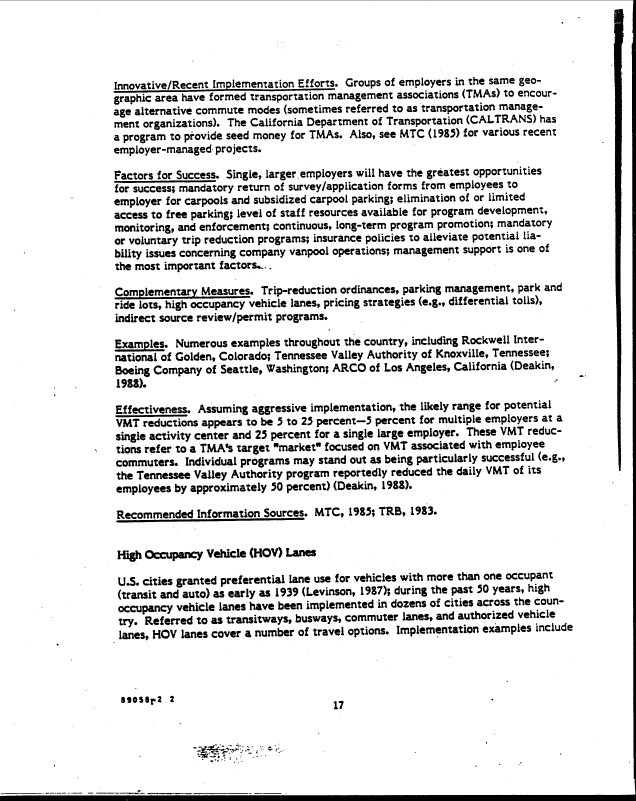 Innovative/Recent Implementation Efforts. Groups of employers in the same geo-
graphic area have formed transportation management associations (TMAs) to encour-
age alternative commute modes (sometimes referred to as transportation manage-
ment organizations). The California Department of Transportation (CALTRANS) has
a program to provide seed money for TMAs. Also, see MTC (1985) for various recent
employer-managed projects.
Factors for Success. Single, larger employers will have the greatest opportunities
for success; mandatory return of survey/application forms from employees to
employer for carpools and subsidized carpool parking; elimination of or limited
access to free parking; level of staff resources available for program development,
monitoring, and enforcement; continuous, long-term program promotion; mandatory
or voluntary trip reduction programs; insurance policies to alleviate potential lia-
bility issues concerning company vanpool operations; management support is one of
the most important factors...
Complementary Measures. Trip-reduction ordinances, parking management, park and
ride lots, high occupancy vehicle lanes, pricing strategies (e.g., differential tolls),
indirect source review/permit programs.
Examples. Numerous examples throughout the country, including Rockwell Inter-
national of Golden, Colorado; Tennessee Valley Authority of Knoxville, Tennessee;
Boeing Company of Seattle, Washington; ARCO of Los Angeles, California (Deakin,
1988).
Effectiveness. Assuming aggressive implementation, the likely range for potential
VMT reductions appears to be 5 to 25 percent—5 percent for multiple employers at a
single activity center and 25 percent for a single large employer. These VMT reduc-
tions refer to a TMA's target "market" focused on VMT associated with employee
commuters. Individual programs may stand out as being particularly successful (e.g.,
the Tennessee Valley Authority program reportedly reduced the daily VMT of its
employees by approximately 50 percent) (Deakin, 1988).
Recommended Information Sources. MTC, 1985; TRB, 1983.
High Occupancy Vehicle (HOV) Lanes
U.S. cities granted preferential lane use for vehicles with more than one occupant
(transit and auto) as early as 1939 (Levinson, 1987); during the past 50 years, high
occupancy vehicle lanes have been implemented in dozens of cities across the coun-
try. Referred to as transitways, busways, commuter lanes, and authorized vehicle
lanes, HOV lanes cover a number of travel options. Implementation examples include
89058r2 2
17